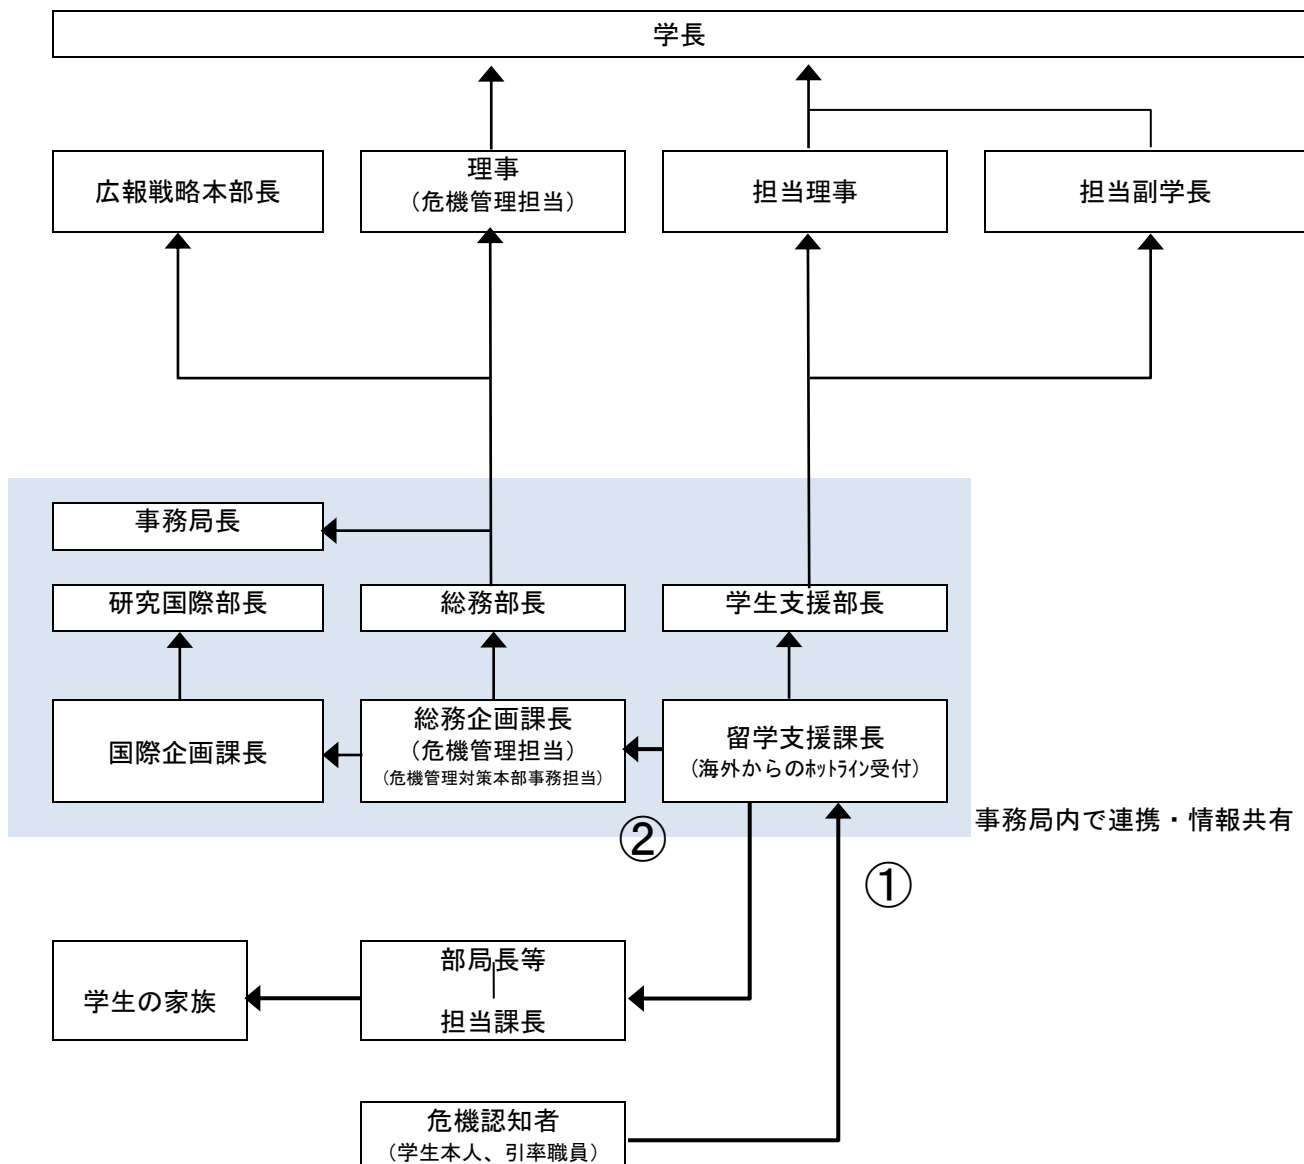 学長
広報戦略本部長
理事
(危機管理担当)
担当理事
担当副学長
事務局長
研究国際部長
総務部長
学生支援部長
国際企画課長
総務企画課長
(危機管理担当)
(危機管理対策本部事務担当)
留学支援課長
(海外からのﾎｯﾄﾗｲﾝ受付)
事務局内で連携・情報共有
②
①
学生の家族
部局長等
担当課長
危機認知者
(学生本人、引率職員)